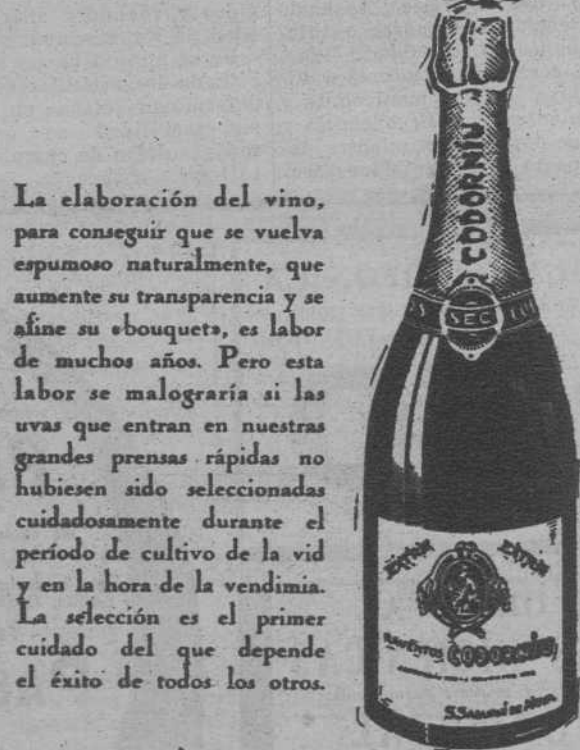 La elaboración del vino,
para conseguir que se vuelva
espumoso naturalmente, que
aumente su transparencia y se
afine su «bouquet», es labor
de muchos años. Pero esta
labor se malograría si las
uvas que entran en nuestras
grandes prensas rápidas no
hubiesen sido seleccionadas
cuidadosamente durante el
período de cultivo de la vid
y en la hora de la vendimia.
La selección es el primer
cuidado del que depende
el éxito de todos los otros.
CODORNÍU
SEC
CODORNÍU